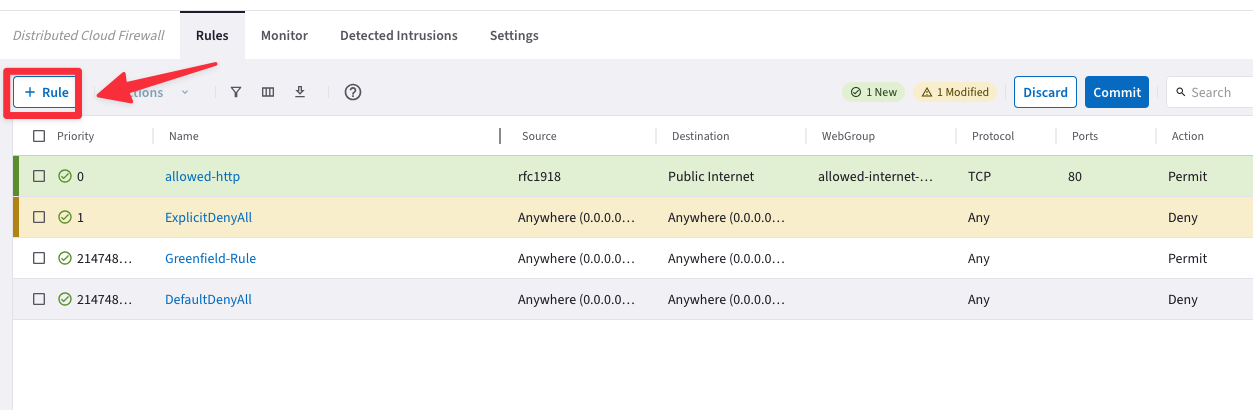 Distributed Cloud Firewall Rules Monitor Detected Intrusions Settings
+ Rule 1 New 1 Modified Discard Commit Search
Priority Name Source Destination WebGroup Protocol Ports Action
0 allowed-http rfc1918 Public Internet allowed-internet-... TCP 80 Permit
1 ExplicitDenyAll Anywhere (0.0.0.0... Anywhere (0.0.0.0... Any Deny
214748... Greenfield-Rule Anywhere (0.0.0.0... Anywhere (0.0.0.0... Any Permit
214748... DefaultDenyAll Anywhere (0.0.0.0... Anywhere (0.0.0.0... Any Deny